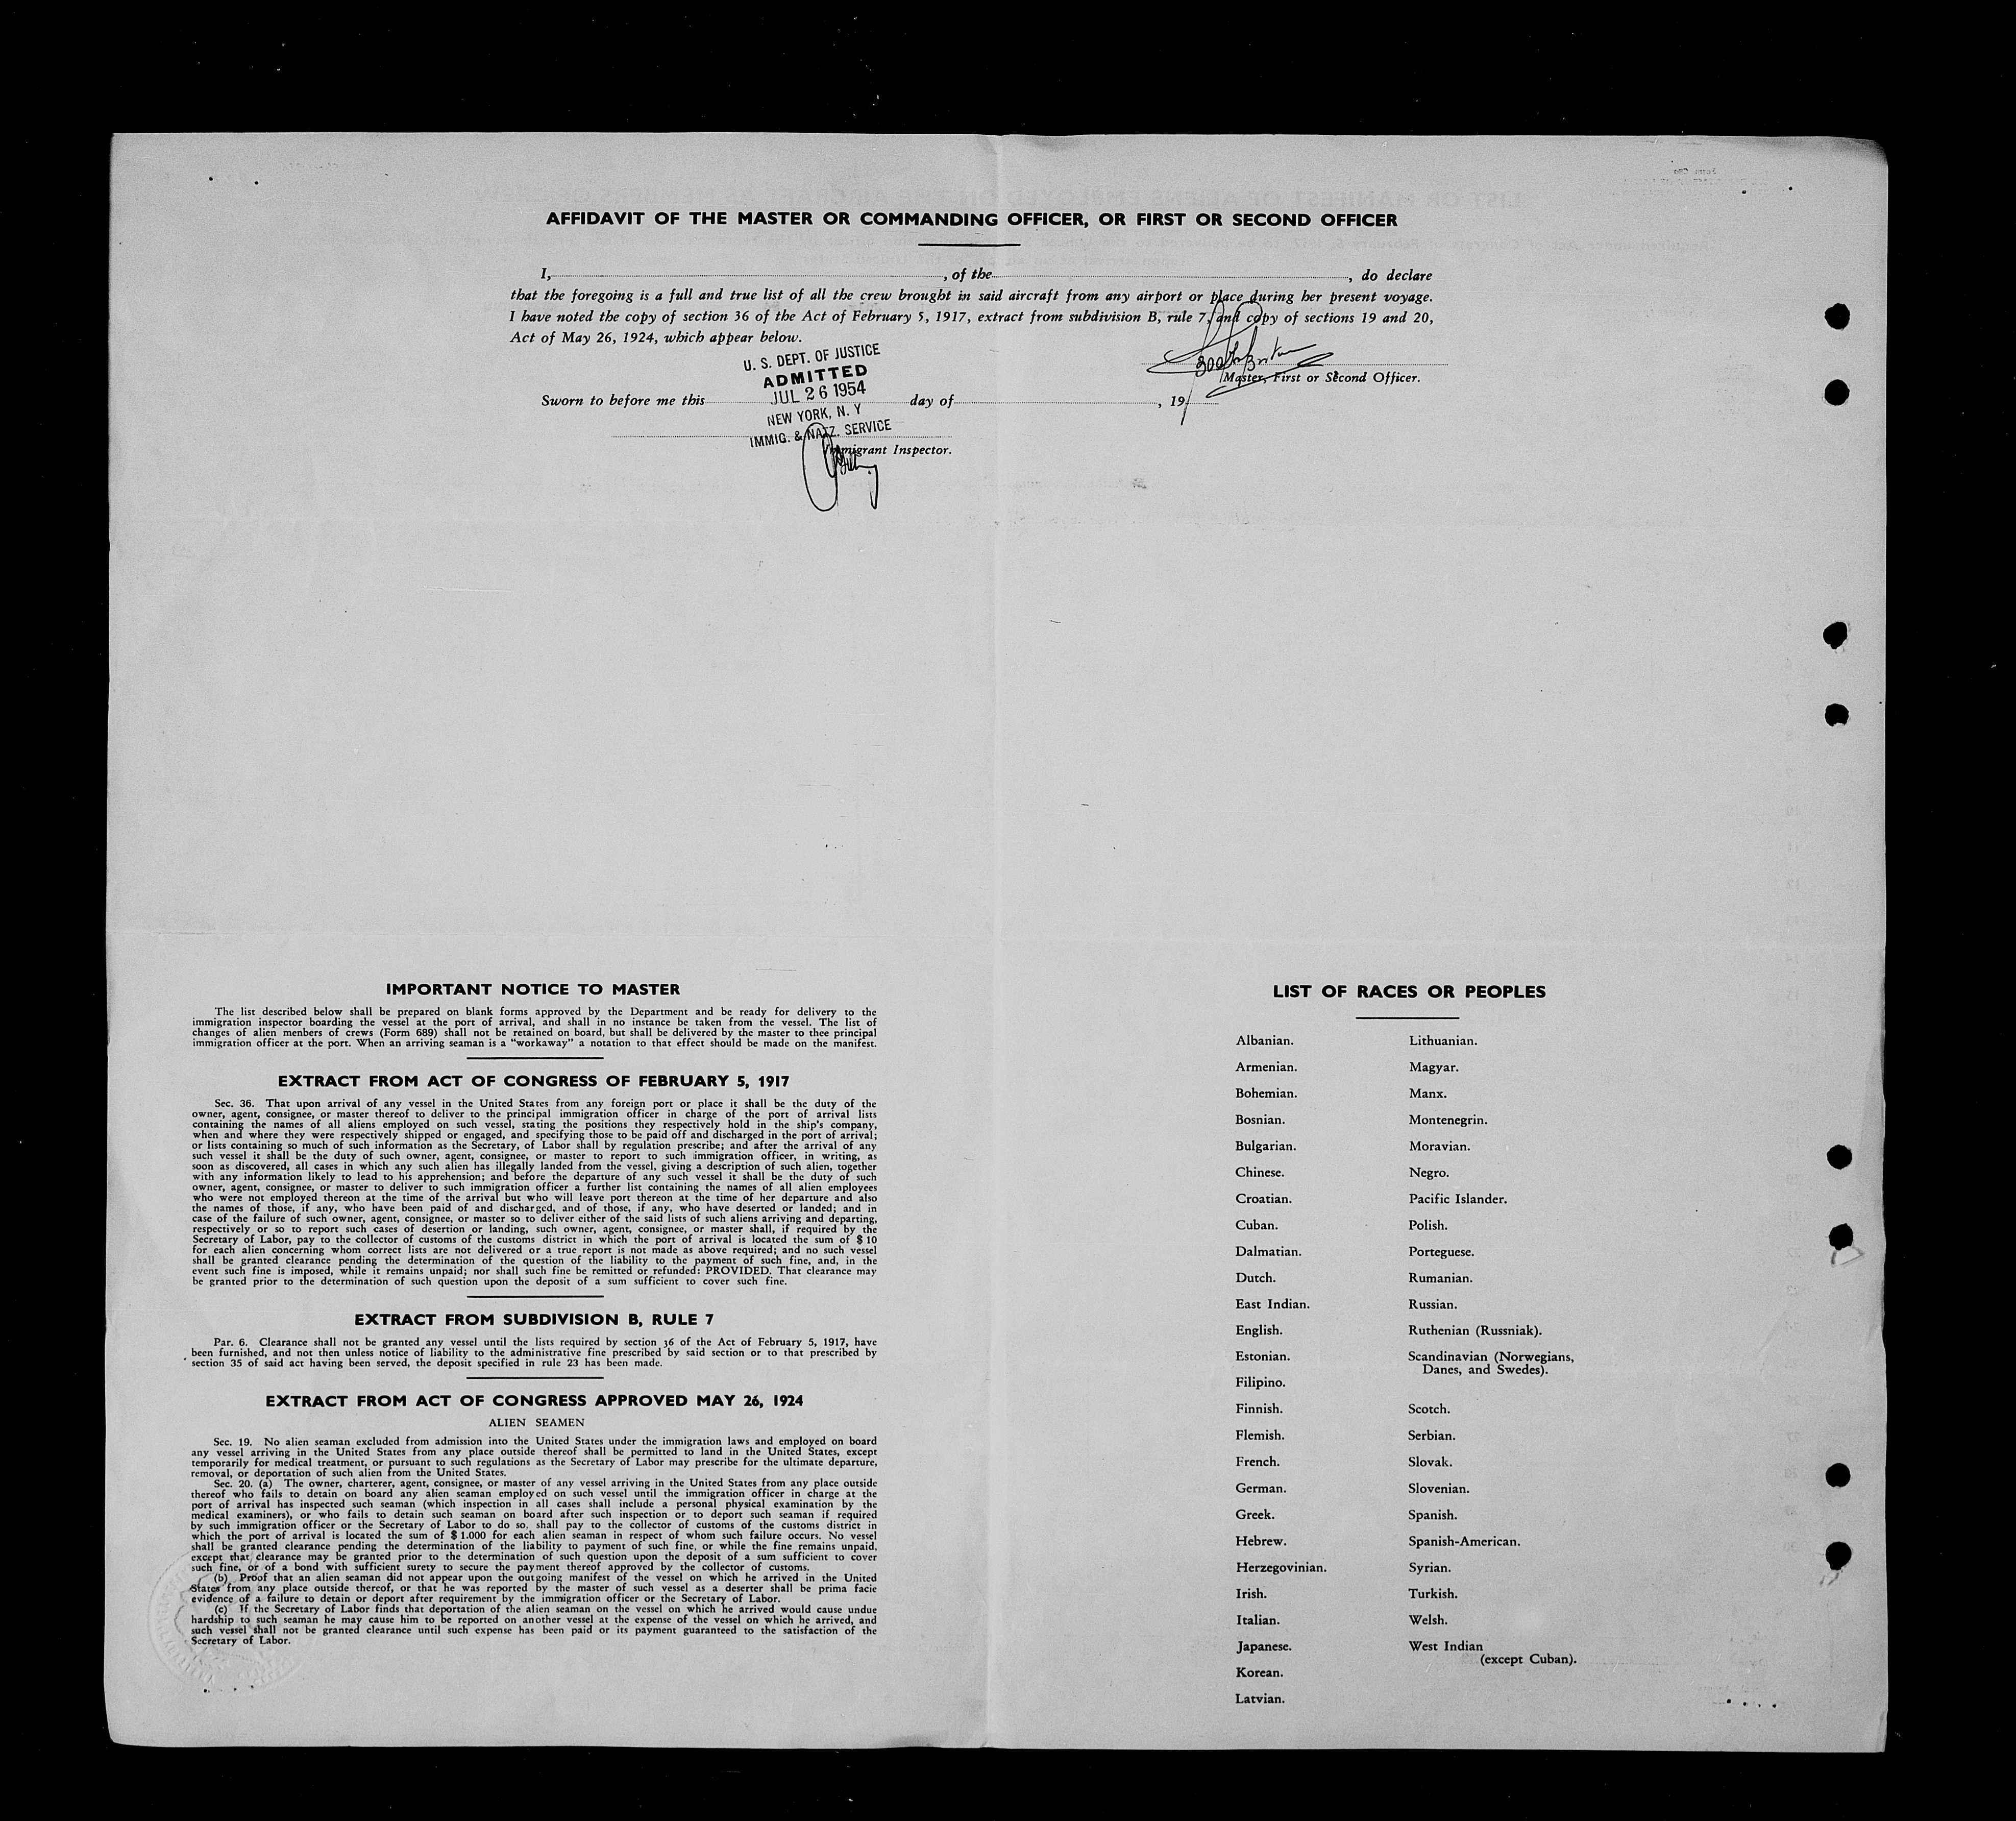 AFFIDAVIT OF THE MASTER OR COMMANDING OFFICER, OR FIRST OR SECOND OFFICER
I, , of the , do declare
that the foregoing is a full and true list of all the crew brought in said aircraft from any airport or place during her present voyage.
I have noted the copy of section 36 of the Act of February 5, 1917, extract from subdivision B, rule 7, and copy of sections 19 and 20,
Act of May 26, 1924, which appear below.
U. S. DEPT. OF JUSTICE
ADMITTED
JUL 26 1954
NEW YORK, N. Y
IMMIG. & NATZ. SERVICE
Master, First or Second Officer.
Sworn to before me this day of , 19
Immigrant Inspector.
IMPORTANT NOTICE TO MASTER
The list described below shall be prepared on blank forms approved by the Department and be ready for delivery to the
immigration inspector boarding the vessel at the port of arrival, and shall in no instance be taken from the vessel. The list of
changes of alien members of crews (Form 689) shall not be retained on board, but shall be delivered by the master to thee principal
immigration officer at the port. When an arriving seaman is a "workaway" a notation to that effect should be made on the manifest.
EXTRACT FROM ACT OF CONGRESS OF FEBRUARY 5, 1917
Sec. 36. That upon arrival of any vessel in the United States from any foreign port or place it shall be the duty of the
owner, agent, consignee, or master thereof to deliver to the principal immigration officer in charge of the port of arrival lists
containing the names of all aliens employed on such vessel, stating the positions they respectively hold in the ship's company,
when and where they were respectively shipped or engaged, and specifying those to be paid off and discharged in the port of arrival;
or lists containing so much of such information as the Secretary, of Labor shall by regulation prescribe; and after the arrival of any
such vessel it shall be the duty of such owner, agent, consignee, or master to report to such immigration officer, in writing, as
soon as discovered, all cases in which any such alien has illegally landed from the vessel, giving a description of such alien, together
with any information likely to lead to his apprehension; and before the departure of any such vessel it shall be the duty of such
owner, agent, consignee, or master to deliver to such immigration officer a further list containing the names of all alien employees
who were not employed thereon at the time of the arrival but who will leave port thereon at the time of her departure and also
the names of those, if any, who have been paid of and discharged, and of those, if any, who have deserted or landed; and in
case of the failure of such owner, agent, consignee, or master so to deliver either of the said lists of such aliens arriving and departing,
respectively or so to report such cases of desertion or landing, such owner, agent, consignee, or master shall, if required by the
Secretary of Labor, pay to the collector of customs of the customs district in which the port of arrival is located the sum of $ 10
for each alien concerning whom correct lists are not delivered or a true report is not made as above required; and no such vessel
shall be granted clearance pending the determination of the question of the liability to the payment of such fine, and, in the
event such fine is imposed, while it remains unpaid; nor shall such fine be remitted or refunded: PROVIDED. That clearance may
be granted prior to the determination of such question upon the deposit of a sum sufficient to cover such fine.
EXTRACT FROM SUBDIVISION B, RULE 7
Par. 6. Clearance shall not be granted any vessel until the lists required by section 36 of the Act of February 5, 1917, have
been furnished, and not then unless notice of liability to the administrative fine prescribed by said section or to that prescribed by
section 35 of said act having been served, the deposit specified in rule 23 has been made.
EXTRACT FROM ACT OF CONGRESS APPROVED MAY 26, 1924
ALIEN SEAMEN
Sec. 19. No alien seaman excluded from admission into the United States under the immigration laws and employed on board
any vessel arriving in the United States from any place outside thereof shall be permitted to land in the United States, except
temporarily for medical treatment, or pursuant to such regulations as the Secretary of Labor may prescribe for the ultimate departure,
removal, or deportation of such alien from the United States.
Sec. 20. (a) The owner, charterer, agent, consignee, or master of any vessel arriving in the United States from any place outside
thereof who fails to detain on board any alien seaman employed on such vessel until the immigration officer in charge at the
port of arrival has inspected such seaman (which inspection in all cases shall include a personal physical examination by the
medical examiners), or who fails to detain such seaman on board after such inspection or to deport such seaman if required
by such immigration officer or the Secretary of Labor to do so, shall pay to the collector of customs of the customs district in
which the port of arrival is located the sum of $ 1.000 for each alien seaman in respect of whom such failure occurs. No vessel
shall be granted clearance pending the determination of the liability to payment of such fine, or while the fine remains unpaid,
except that clearance may be granted prior to the determination of such question upon the deposit of a sum sufficient to cover
such fine, or of a bond with sufficient surety to secure the payment thereof approved by the collector of customs.
(b) Proof that an alien seaman did not appear upon the outgoing manifest of the vessel on which he arrived in the United
States from any place outside thereof, or that he was reported by the master of such vessel as a deserter shall be prima facie
evidence of a failure to detain or deport after requirement by the immigration officer or the Secretary of Labor.
(c) If the Secretary of Labor finds that deportation of the alien seaman on the vessel on which he arrived would cause undue
hardship to such seaman he may cause him to be reported on another vessel at the expense of the vessel on which he arrived, and
such vessel shall not be granted clearance until such expense has been paid or its payment guaranteed to the satisfaction of the
Secretary of Labor.
LIST OF RACES OR PEOPLES
Albanian.
Armenian.
Bohemian.
Bosnian.
Bulgarian.
Chinese.
Croatian.
Cuban.
Dalmatian.
Dutch.
East Indian.
English.
Estonian.
Filipino.
Finnish.
Flemish.
French.
German.
Greek.
Hebrew.
Herzegovinian.
Irish.
Italian.
Japanese.
Korean.
Latvian.
Lithuanian.
Magyar.
Manx.
Montenegrin.
Moravian.
Negro.
Pacific Islander.
Polish.
Porteguese.
Rumanian.
Russian.
Ruthenian (Russniak).
Scandinavian (Norwegians,
Danes, and Swedes).
Scotch.
Serbian.
Slovak.
Slovenian.
Spanish.
Spanish-American.
Syrian.
Turkish.
Welsh.
West Indian
(except Cuban).